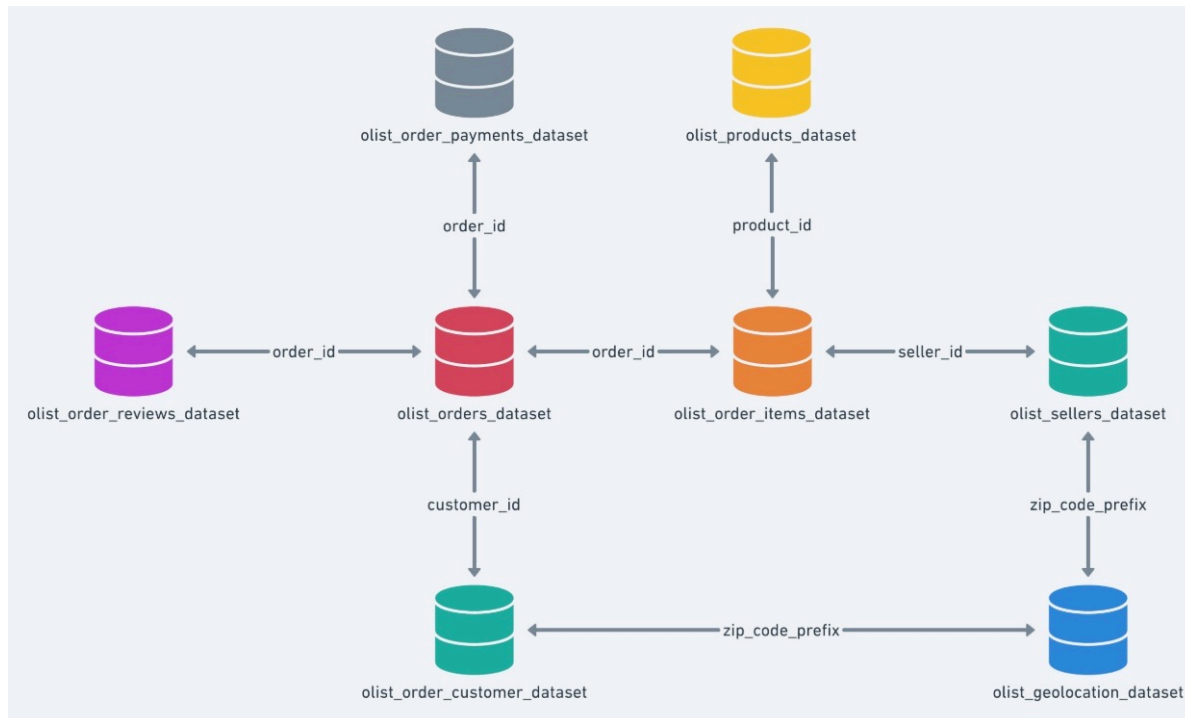 olist_order_payments_dataset
olist_products_dataset
order_id
product_id
order_id
order_id
seller_id
olist_order_reviews_dataset
olist_orders_dataset
olist_order_items_dataset
olist_sellers_dataset
customer_id
zip_code_prefix
zip_code_prefix
olist_order_customer_dataset
olist_geolocation_dataset